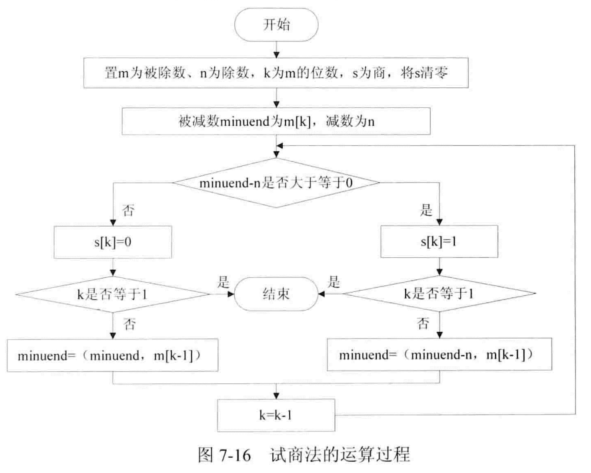 开始
置m为被除数、n为除数，k为m的位数，s为商，将s清零
被减数minuend为m[k]，减数为n
minuend-n是否大于等于0
否
是
s[k]=0
s[k]=1
k是否等于1
是
结束
是
k是否等于1
否
否
minuend=（minuend，m[k-1]）
minuend=（minuend-n，m[k-1]）
k=k-1
图 7-16 试商法的运算过程